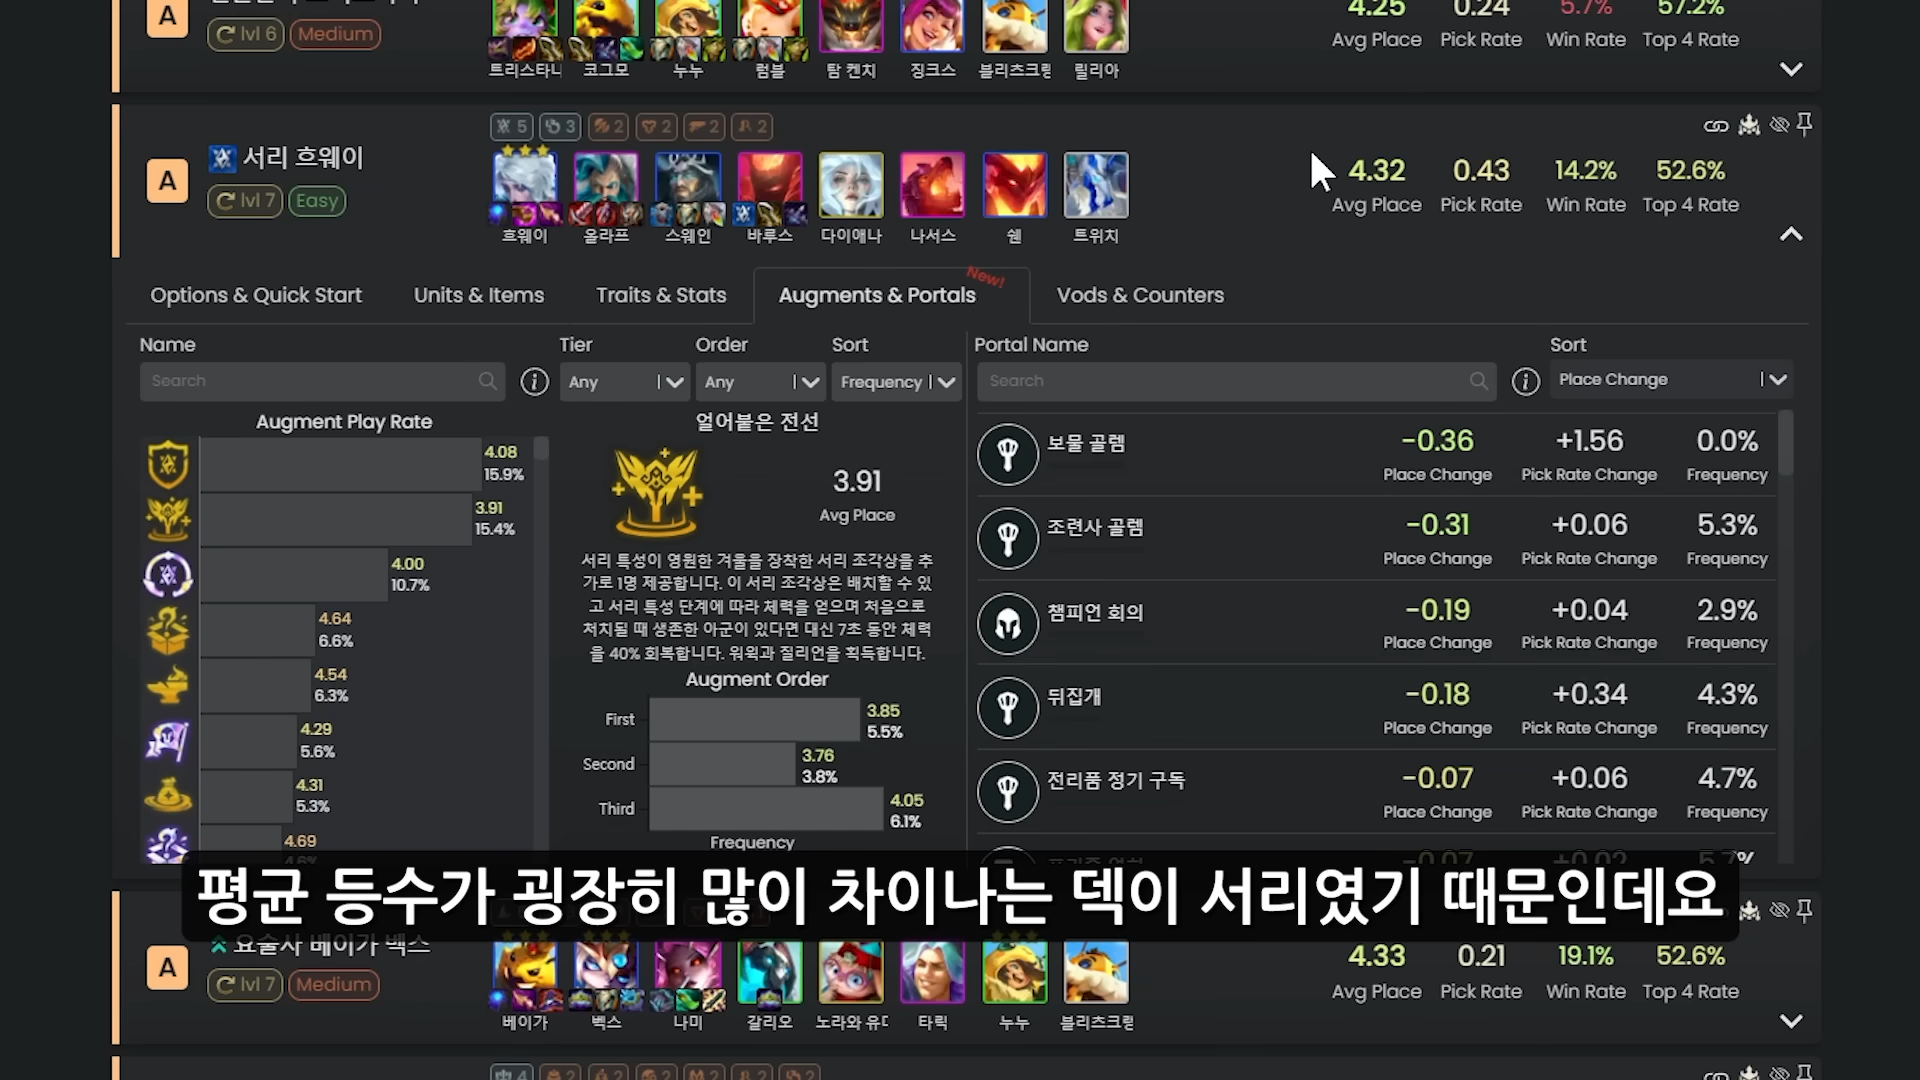 A
lvl 6
Medium
트리스타나
코그모
누누
럼블
탐 켄치
징크스
블리츠크랭
릴리아
4.25
0.24
5.7%
57.2%
Avg Place
Pick Rate
Win Rate
Top 4 Rate
5
3
2
2
2
2
A
서리 흐웨이
lvl 7
Easy
흐웨이
올라프
스웨인
바루스
다이애나
나서스
쉔
트위치
4.32
0.43
14.2%
52.6%
Avg Place
Pick Rate
Win Rate
Top 4 Rate
Options & Quick Start
Units & Items
Traits & Stats
Augments & Portals
New!
Vods & Counters
Name
Tier
Order
Sort
Portal Name
Sort
Search
Any
Any
Frequency
Search
Place Change
Augment Play Rate
4.08
15.9%
3.91
15.4%
4.00
10.7%
4.64
6.6%
4.54
6.3%
4.29
5.6%
4.31
5.3%
4.69
4.6%
얼어붙은 전선
3.91
Avg Place
서리 특성이 영원한 겨울을 장착한 서리 조각상을 추
가로 1명 제공합니다. 이 서리 조각상은 배치할 수 있
고 서리 특성 단계에 따라 체력을 얻으며 처음으로
처치될 때 생존한 아군이 있다면 대신 7초 동안 체력
을 40% 회복합니다. 워윅과 질리언을 획득합니다.
Augment Order
First
3.85
5.5%
Second
3.76
3.8%
Third
4.05
6.1%
Frequency
보물 골렘
-0.36
+1.56
0.0%
Place Change
Pick Rate Change
Frequency
조련사 골렘
-0.31
+0.06
5.3%
Place Change
Pick Rate Change
Frequency
챔피언 회의
-0.19
+0.04
2.9%
Place Change
Pick Rate Change
Frequency
뒤집개
-0.18
+0.34
4.3%
Place Change
Pick Rate Change
Frequency
전리품 정기 구독
-0.07
+0.06
4.7%
Place Change
Pick Rate Change
Frequency
-0.07
+0.02
5.7%
평균 등수가 굉장히 많이 차이나는 덱이 서리였기 때문인데요
A
요술사 베이가 벡스
lvl 7
Medium
베이가
벡스
나미
갈리오
노라와 유미
타릭
누누
블리츠크랭
4.33
0.21
19.1%
52.6%
Avg Place
Pick Rate
Win Rate
Top 4 Rate
4
2
2
2
2
2
2